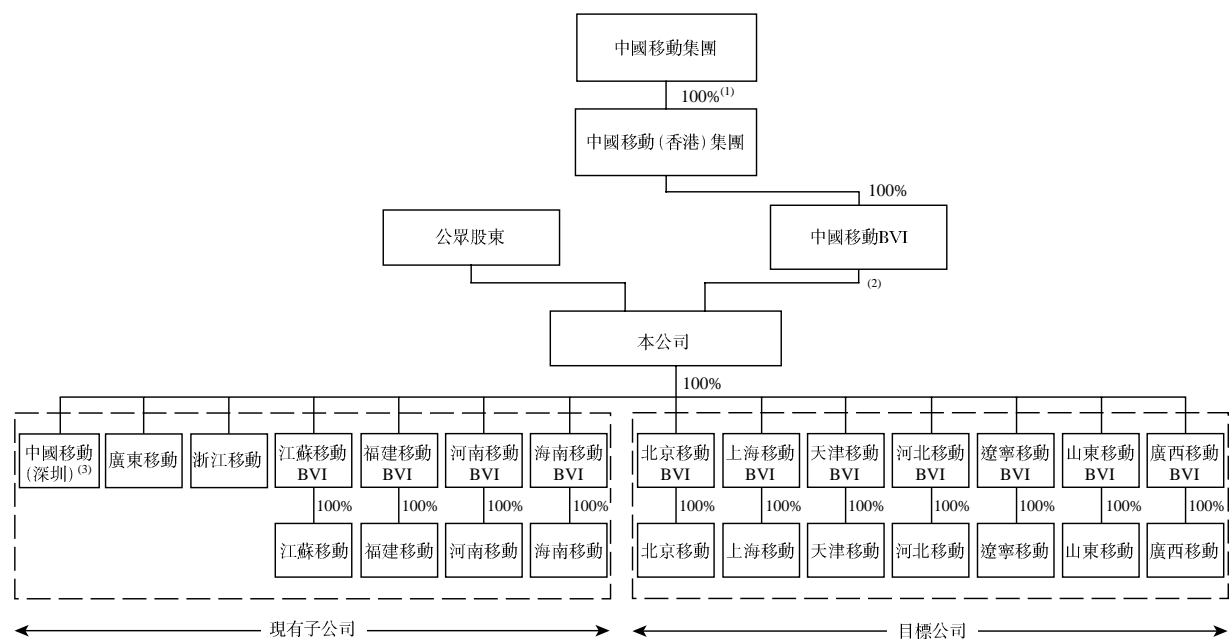 中國移動集團
100%(1)
中國移動(香港)集團
100%
公眾股東
中國移動BVI
(2)
本公司
100%
中國移動
(深圳)(3)
廣東移動
浙江移動
江蘇移動
BVI
福建移動
BVI
河南移動
BVI
海南移動
BVI
北京移動
BVI
上海移動
BVI
天津移動
BVI
河北移動
BVI
遼寧移動
BVI
山東移動
BVI
廣西移動
BVI
100%
100%
100%
100%
100%
100%
100%
100%
100%
100%
100%
江蘇移動
福建移動
河南移動
海南移動
北京移動
上海移動
天津移動
河北移動
遼寧移動
山東移動
廣西移動
現有子公司
目標公司